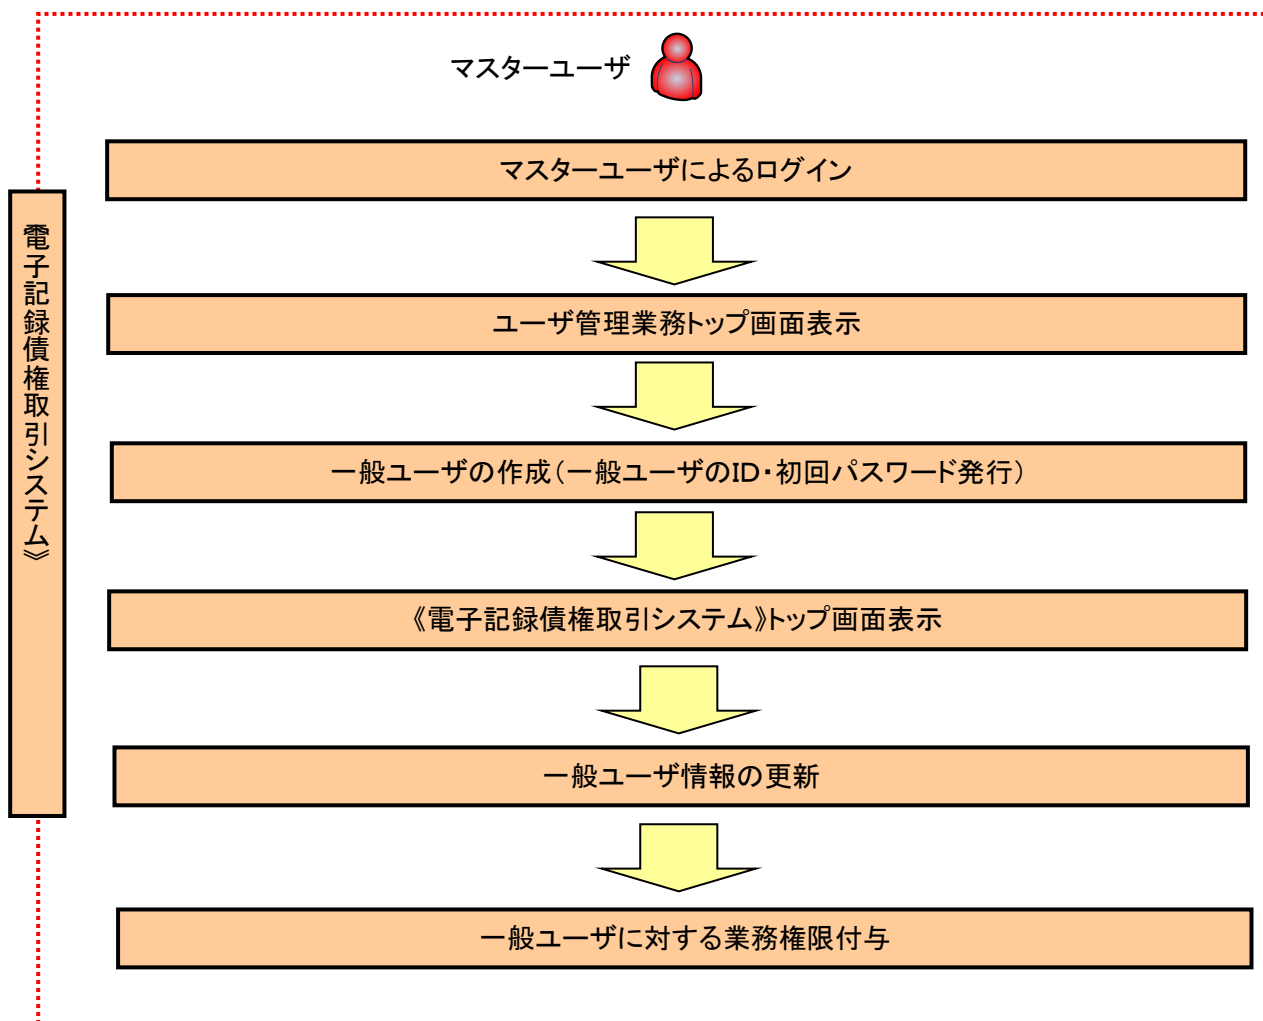 マスターユーザ
マスターユーザによるログイン
《電子記録債権取引システム》
ユーザ管理業務トップ画面表示
一般ユーザの作成（一般ユーザのID・初回パスワード発行）
《電子記録債権取引システム》トップ画面表示
一般ユーザ情報の更新
一般ユーザに対する業務権限付与